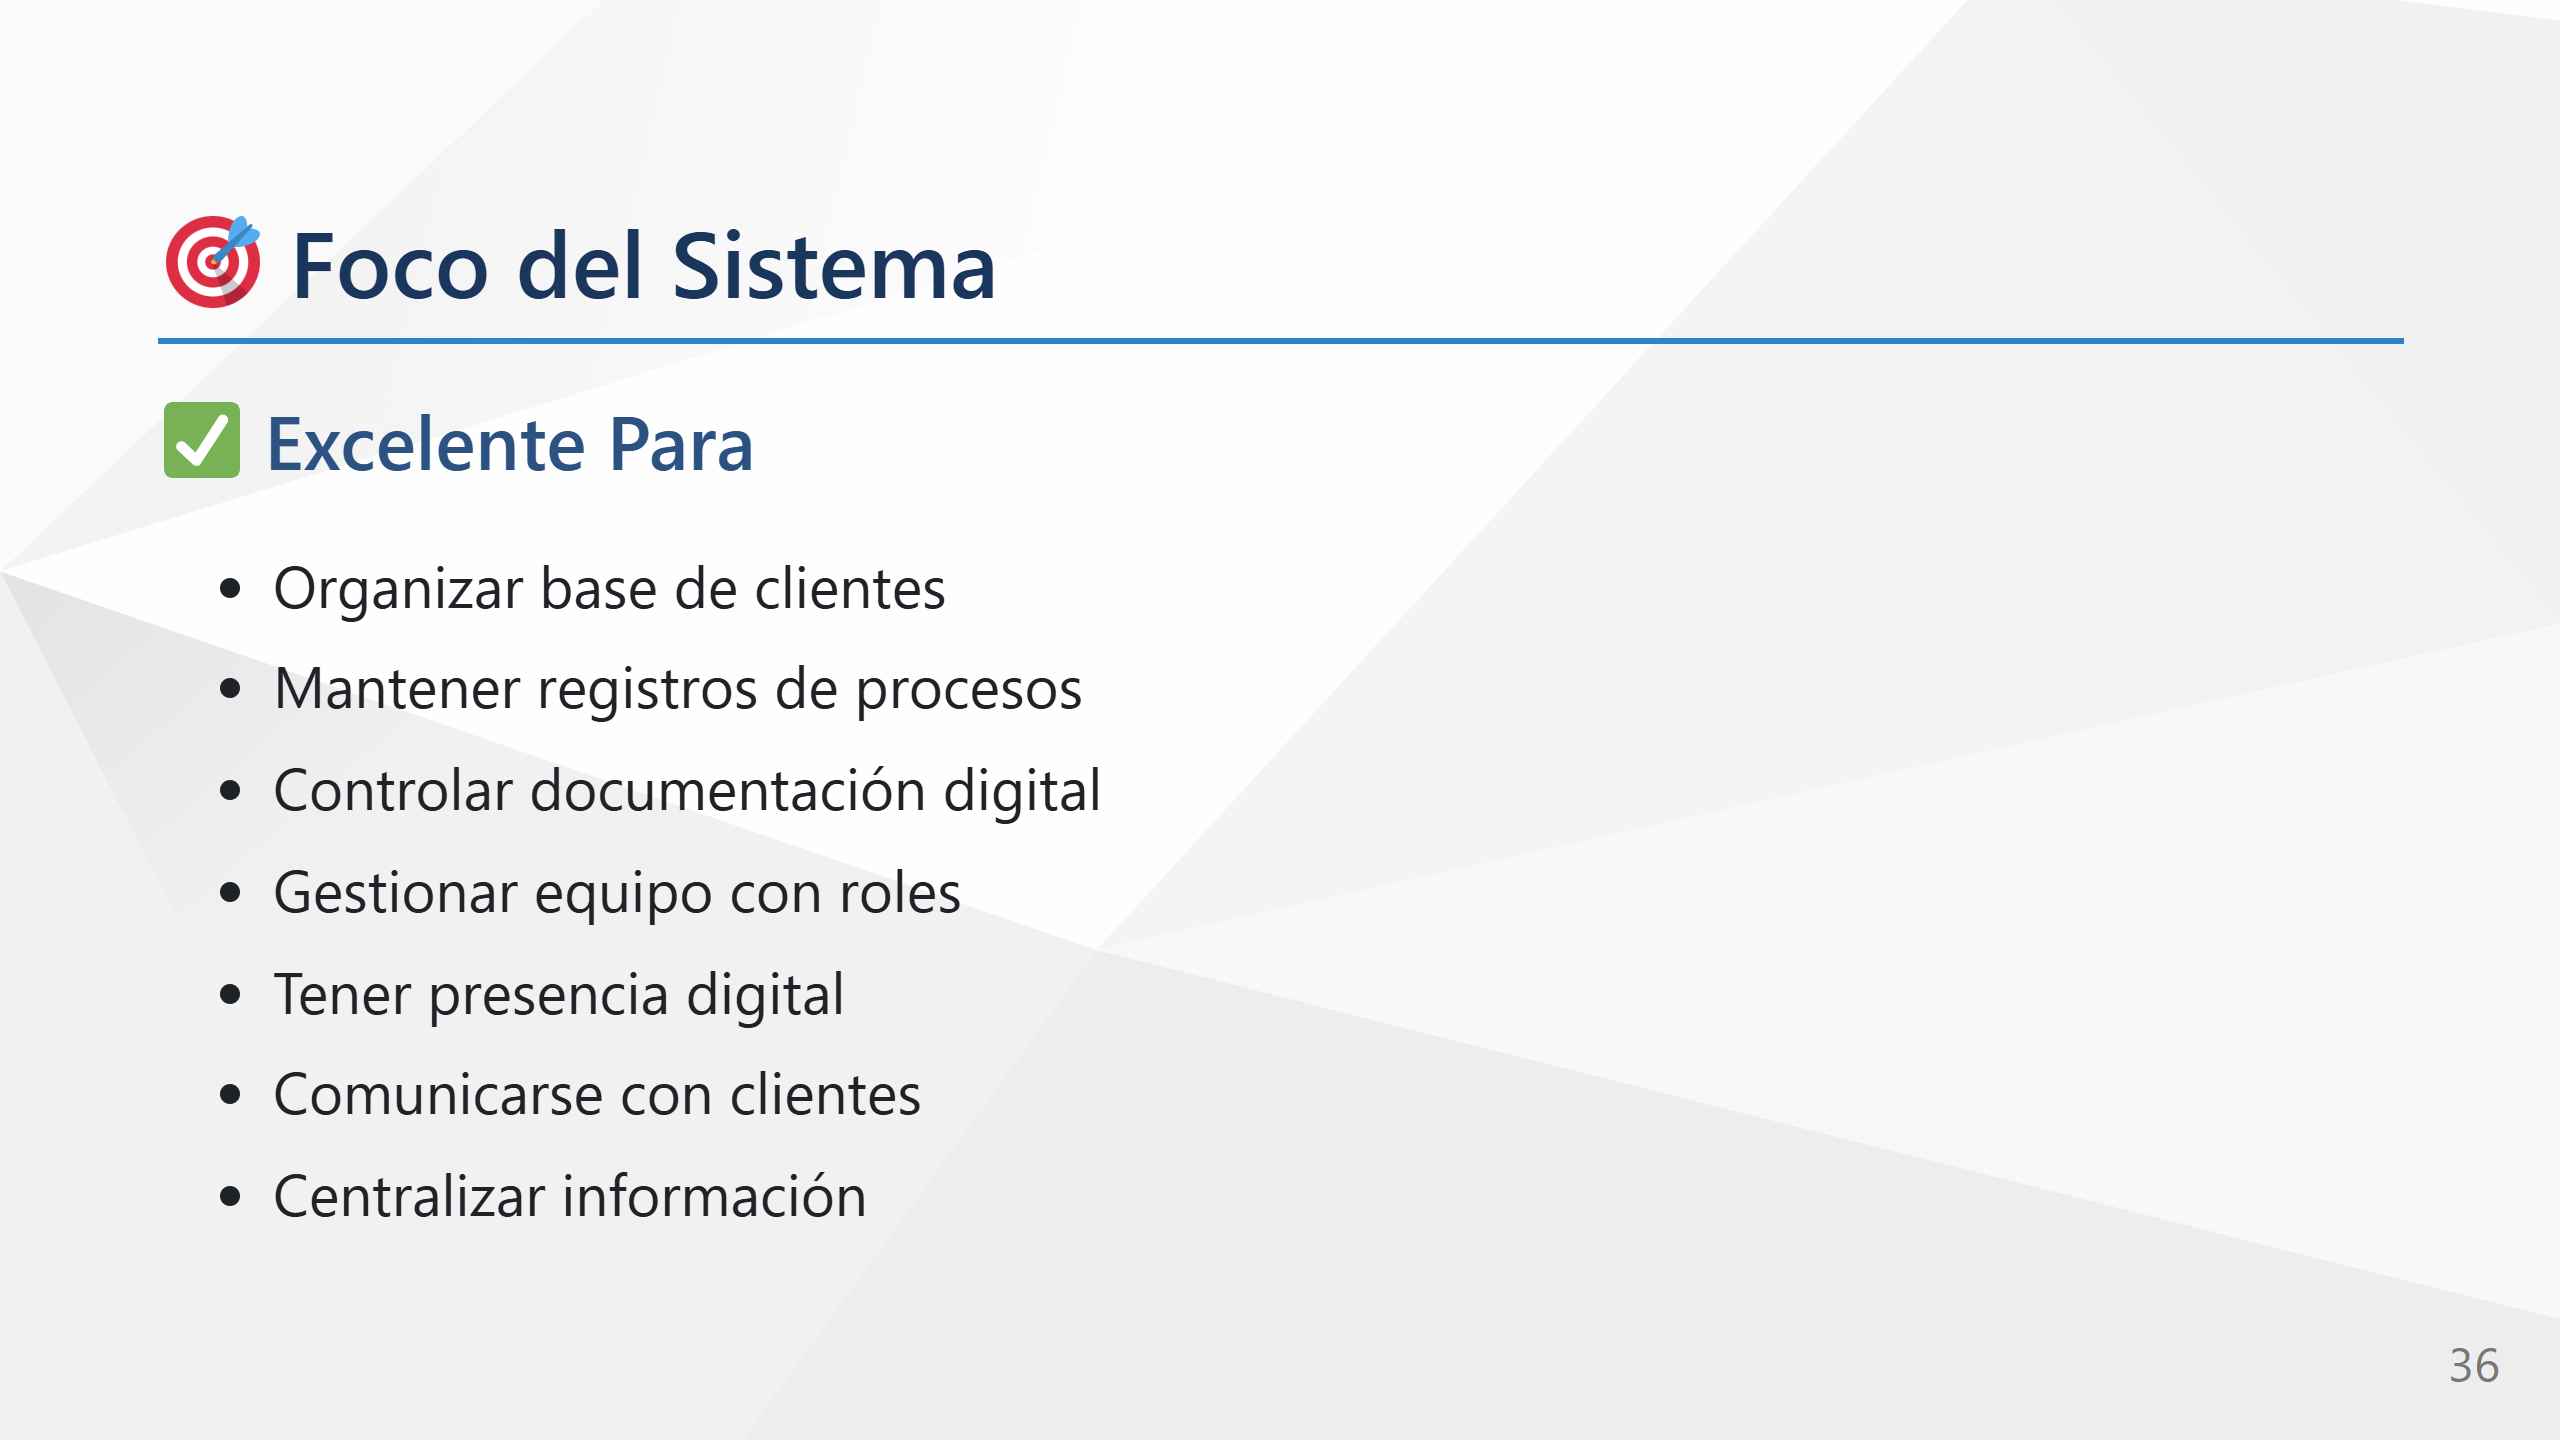 Foco del Sistema
Excelente Para
• Organizar base de clientes
• Mantener registros de procesos
• Controlar documentación digital
• Gestionar equipo con roles
• Tener presencia digital
• Comunicarse con clientes
• Centralizar información
36